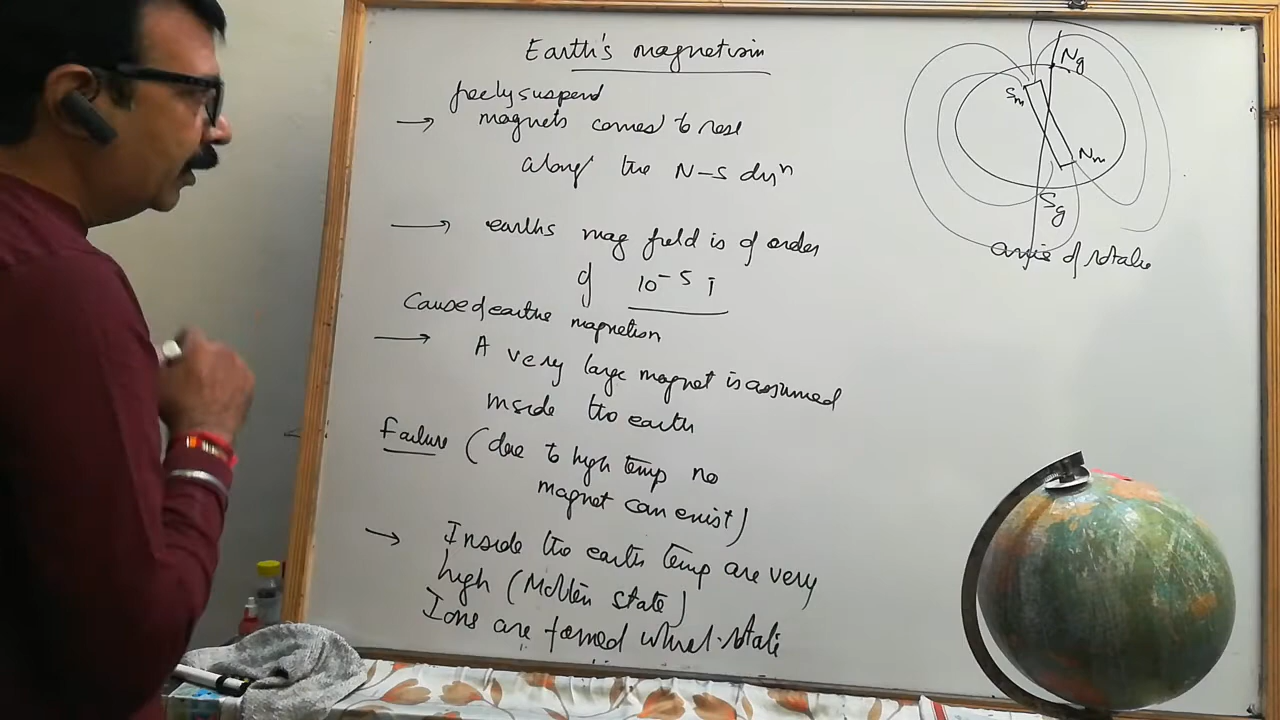 Earth's magnetism
freely suspend
→ magnets comes to rest
along the N-S dirⁿ
→ earths mag field is of order
of 10⁻⁵ T
Cause of earths magnetism
→ A very large magnet is assumed
inside the earth
Failure (due to high temp no
magnet can exist)
→ Inside the earth temp are very
high (Molten state)
Ions are formed which rotate
Ng
Sm
Nm
Sg
axis of rotatio